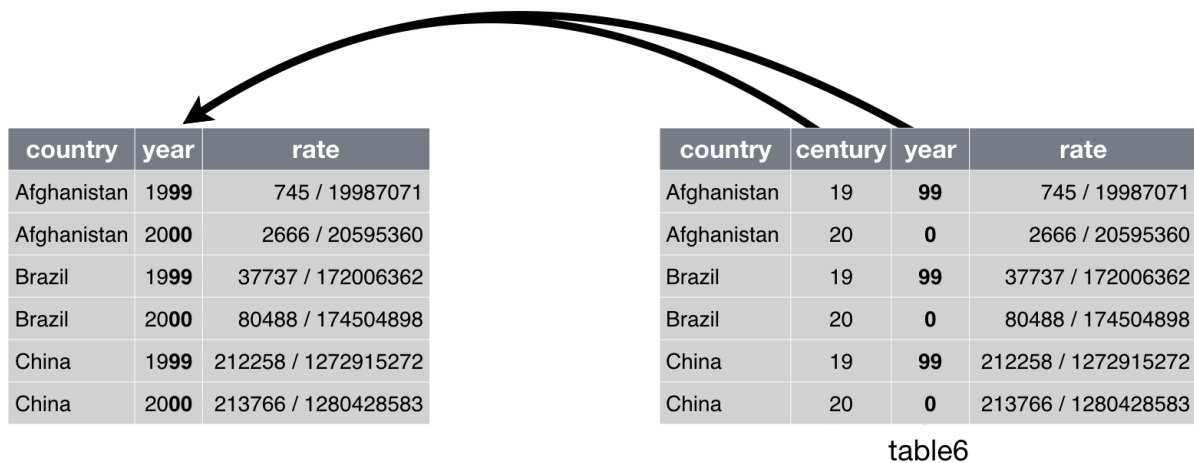 country year rate
Afghanistan 1999 745 / 19987071
Afghanistan 2000 2666 / 20595360
Brazil 1999 37737 / 172006362
Brazil 2000 80488 / 174504898
China 1999 212258 / 1272915272
China 2000 213766 / 1280428583
country century year rate
Afghanistan 19 99 745 / 19987071
Afghanistan 20 0 2666 / 20595360
Brazil 19 99 37737 / 172006362
Brazil 20 0 80488 / 174504898
China 19 99 212258 / 1272915272
China 20 0 213766 / 1280428583
table6